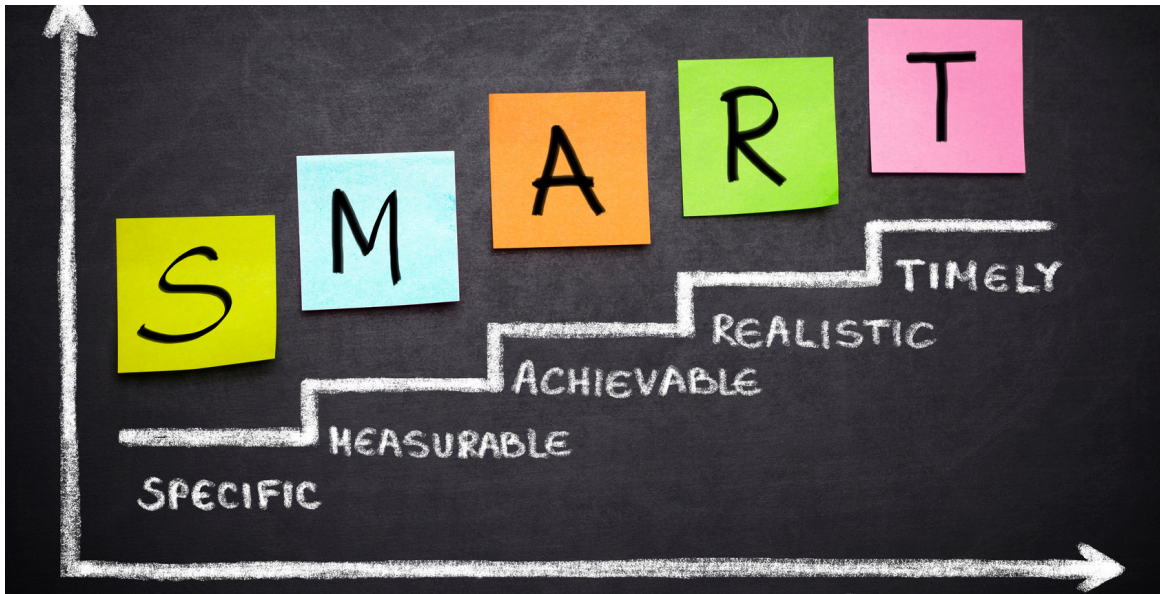 S M A R T
SPECIFIC
MEASURABLE
ACHIEVABLE
REALISTIC
TIMELY